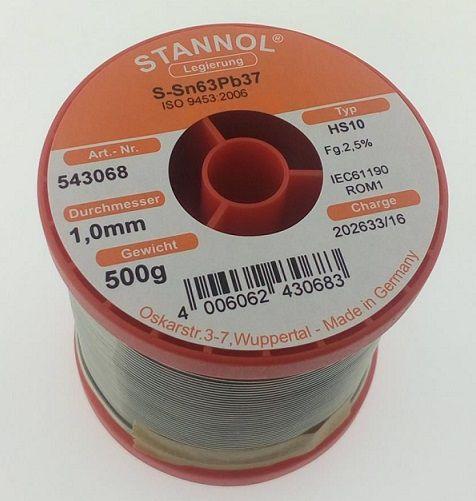 STANNOL®
Legierung
S-Sn63Pb37
ISO 9453:2006
Art.- Nr.
543068
Durchmesser
1,0mm
Gewicht
500g
Typ
HS10
Fg.2,5%
IEC61190
ROM1
Charge
202633/16
4 006062 430683
Oskarstr.3-7,Wuppertal - Made in Germany